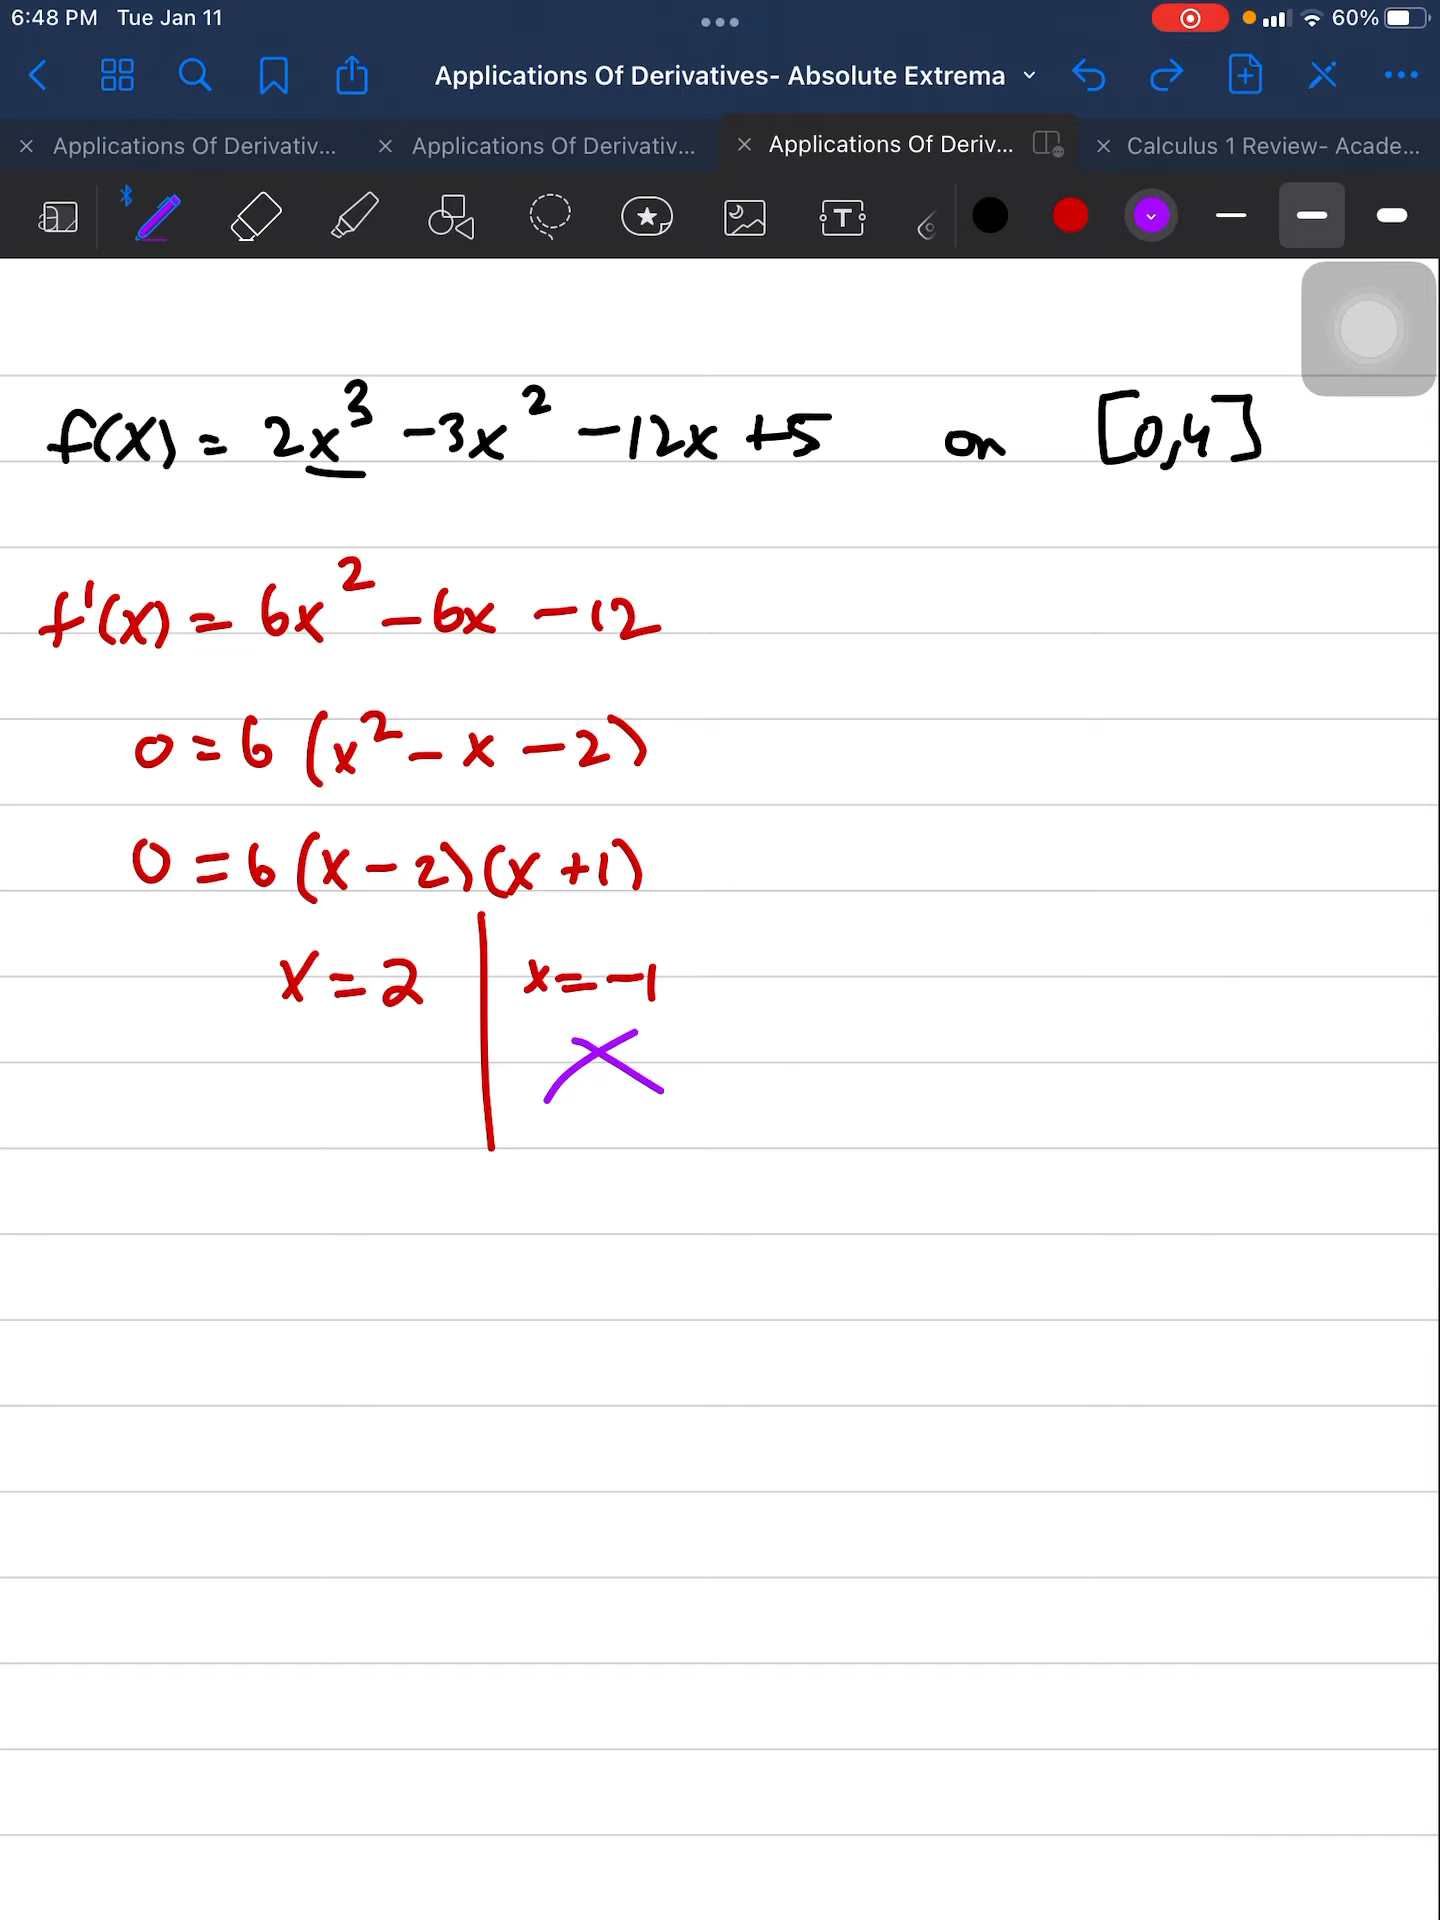 6:48 PM Tue Jan 11 60%
Applications Of Derivatives- Absolute Extrema
Applications Of Derivativ... Applications Of Derivativ... Applications Of Deriv... Calculus 1 Review- Acade...
f(x) = 2x³ - 3x² - 12x + 5 on [0,4]
f'(x) = 6x² - 6x - 12
0 = 6 (x² - x - 2)
0 = 6 (x - 2)(x + 1)
x = 2 | x = -1